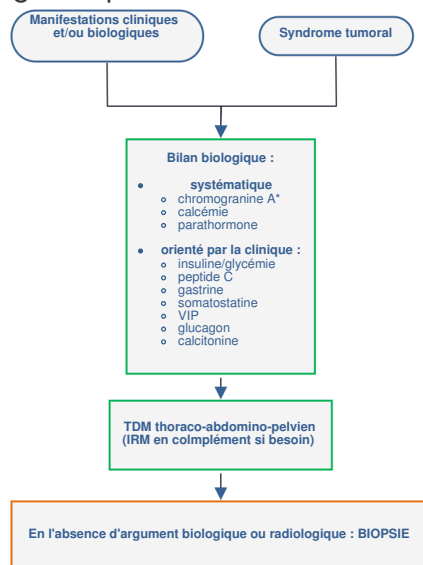 Manifestations cliniques
et/ou biologiques
Syndrome tumoral
Bilan biologique :
• systématique
chromogranine A*
calcémie
parathormone
• orienté par la clinique :
insuline/glycémie
peptide C
gastrine
somatostatine
VIP
glucagon
calcitonine
TDM thoraco-abdomino-pelvien
(IRM en colmplément si besoin)
En l'absence d'argument biologique ou radiologique : BIOPSIE